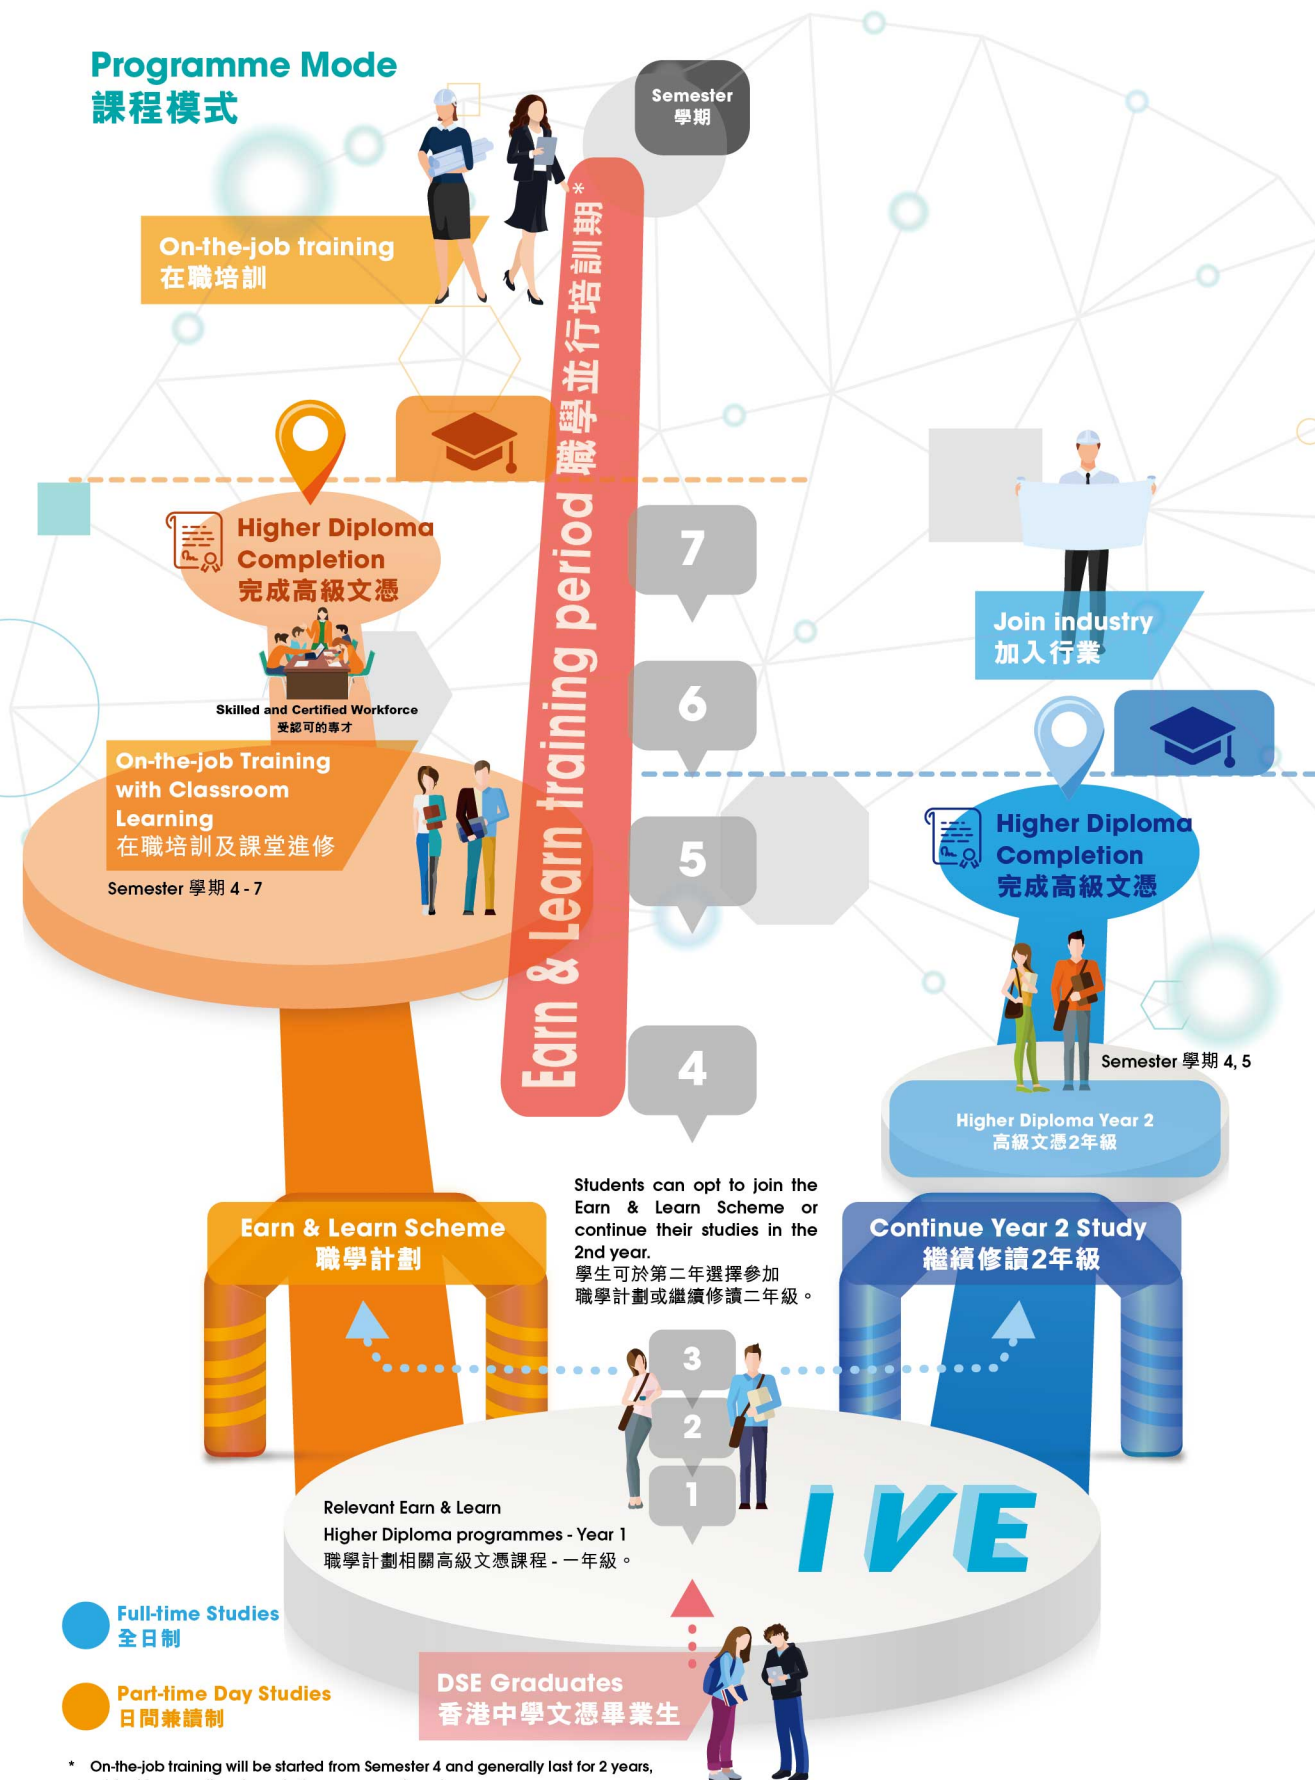 Programme Mode
課程模式
Semester
學期
On-the-job training
在職培訓
Earn & Learn training period 職學並行培訓期*
Higher Diploma
Completion
完成高級文憑
7
Join industry
加入行業
6
Skilled and Certified Workforce
受認可的專才
On-the-job Training
with Classroom
Learning
在職培訓及課堂進修
Semester 學期 4 - 7
5
Higher Diploma
Completion
完成高級文憑
4
Semester 學期 4, 5
Higher Diploma Year 2
高級文憑2年級
Students can opt to join the
Earn & Learn Scheme or
continue their studies in the
2nd year.
學生可於第二年選擇參加
職學計劃或繼續修讀二年級。
Earn & Learn Scheme
職學計劃
Continue Year 2 Study
繼續修讀2年級
3
2
1
Relevant Earn & Learn
Higher Diploma programmes - Year 1
職學計劃相關高級文憑課程 - 一年級。
IVE
Full-time Studies
全日制
Part-time Day Studies
日間兼讀制
DSE Graduates
香港中學文憑畢業生
* On-the-job training will be started from Semester 4 and generally last for 2 years,